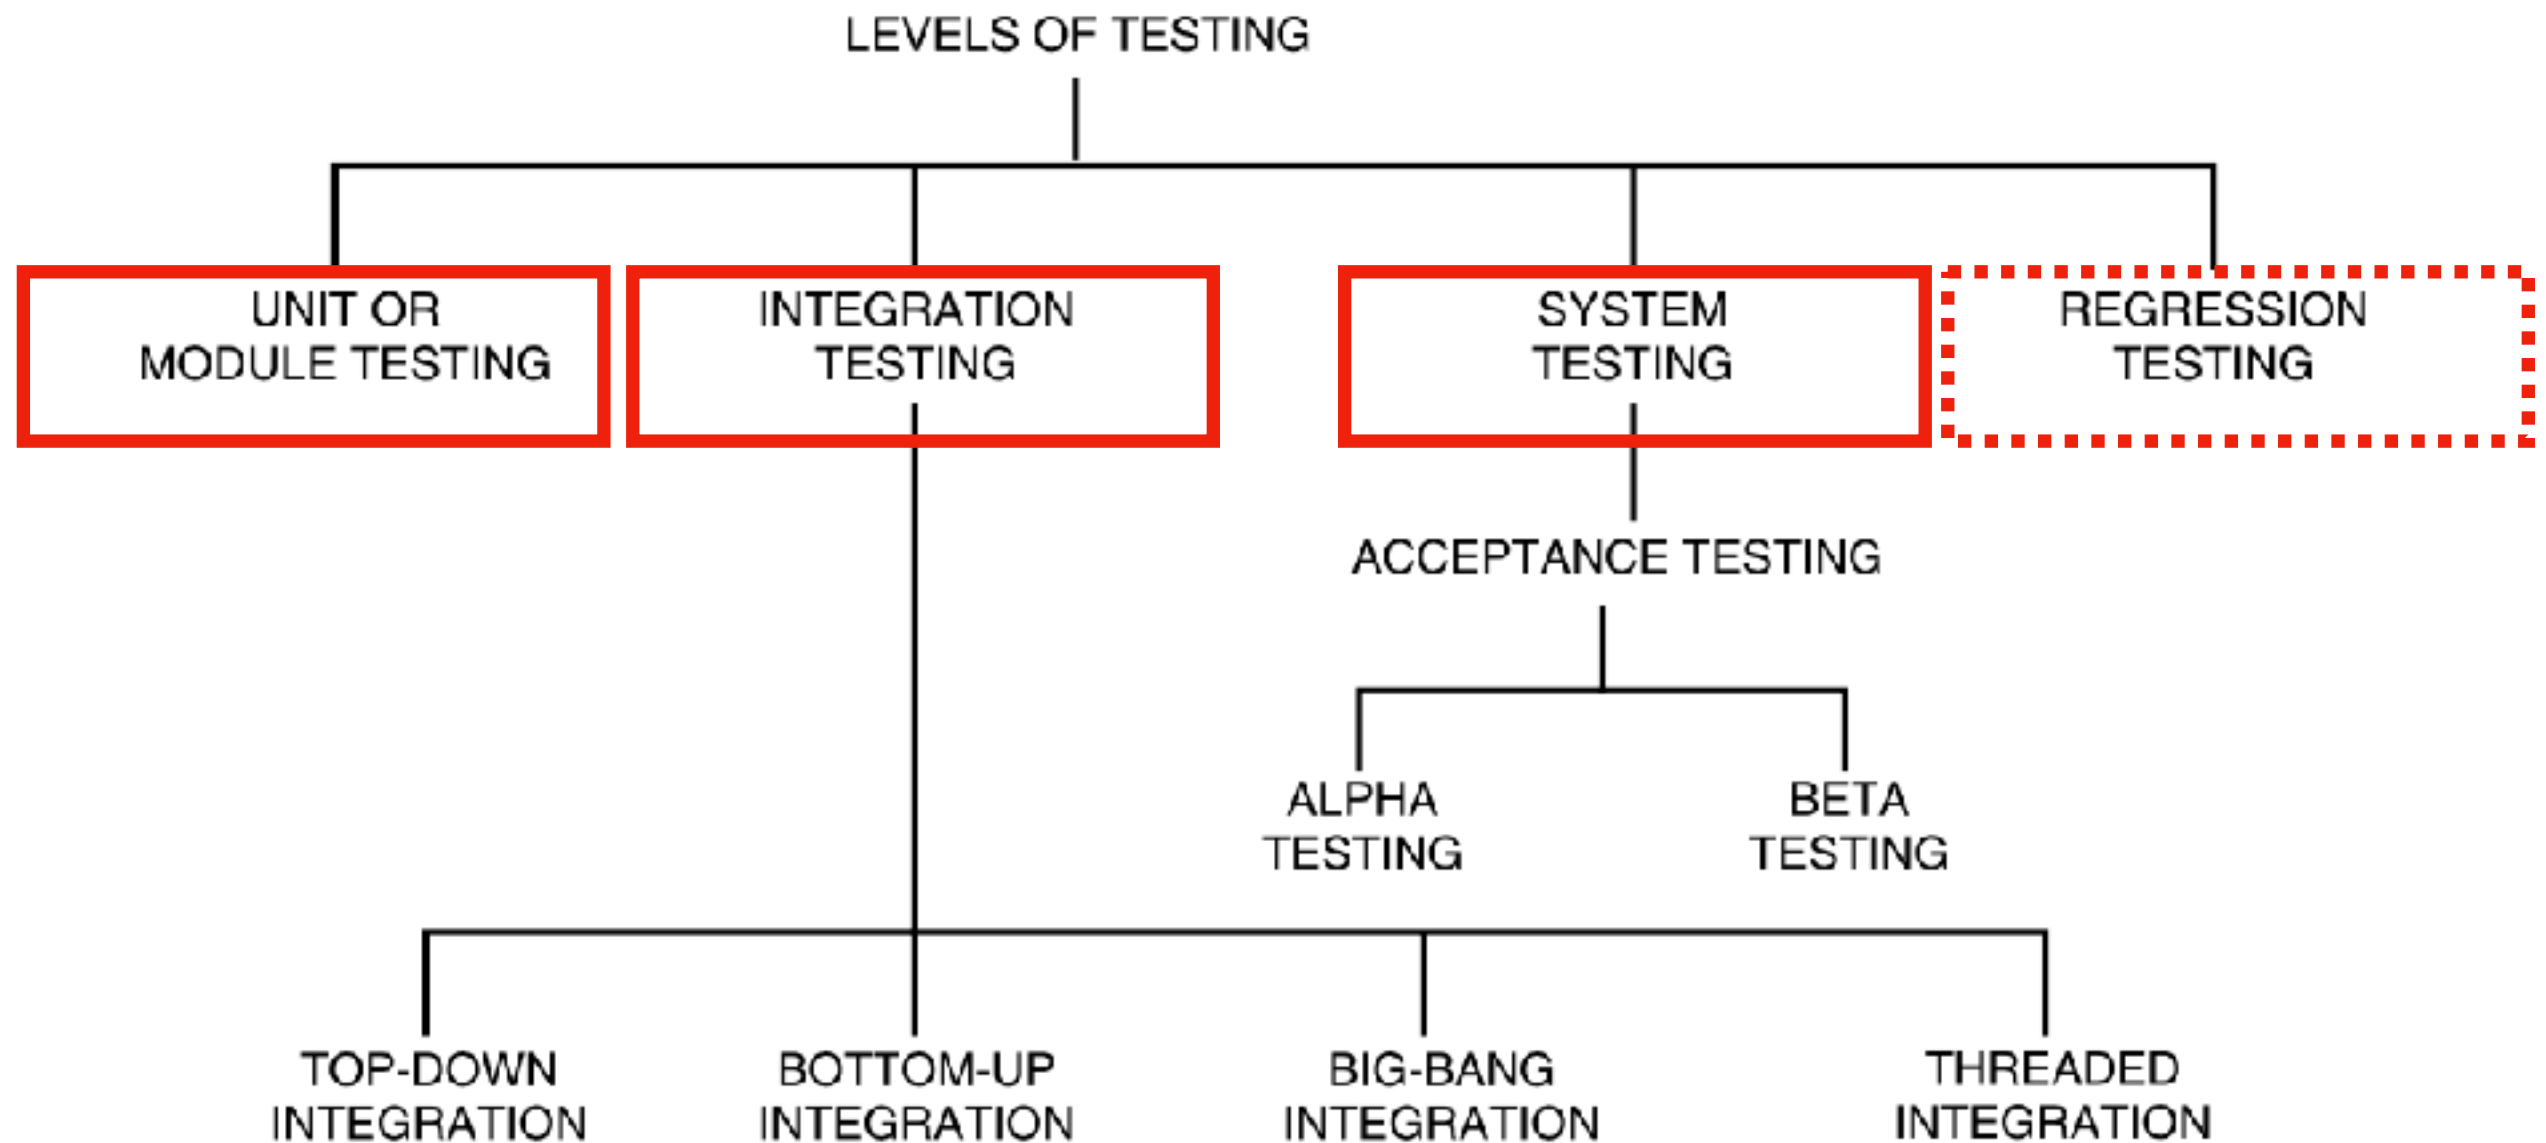 LEVELS OF TESTING
UNIT OR
MODULE TESTING
INTEGRATION
TESTING
SYSTEM
TESTING
REGRESSION
TESTING
ACCEPTANCE TESTING
ALPHA
TESTING
BETA
TESTING
TOP-DOWN
INTEGRATION
BOTTOM-UP
INTEGRATION
BIG-BANG
INTEGRATION
THREADED
INTEGRATION